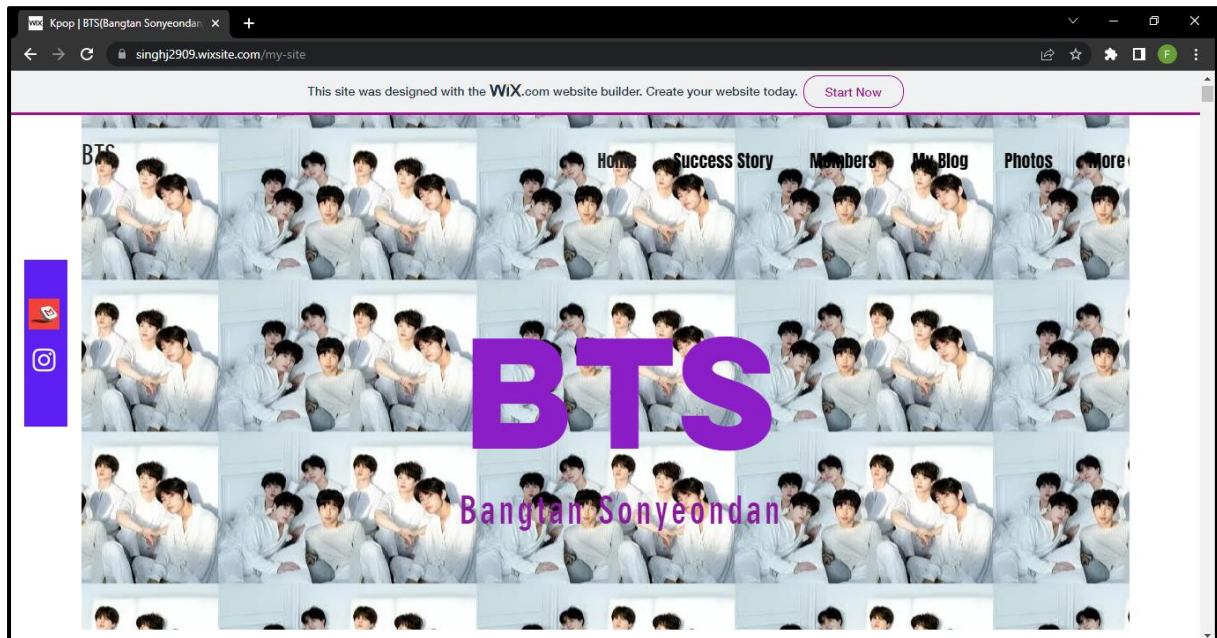 WiX Kpop | BTS(Bangtan Sonyeondan)
singhj2909.wixsite.com/my-site
F
This site was designed with the WiX.com website builder. Create your website today. Start Now
BTS Home Success Story Members My Blog Photos More
BTS
Bangtan Sonyeondan